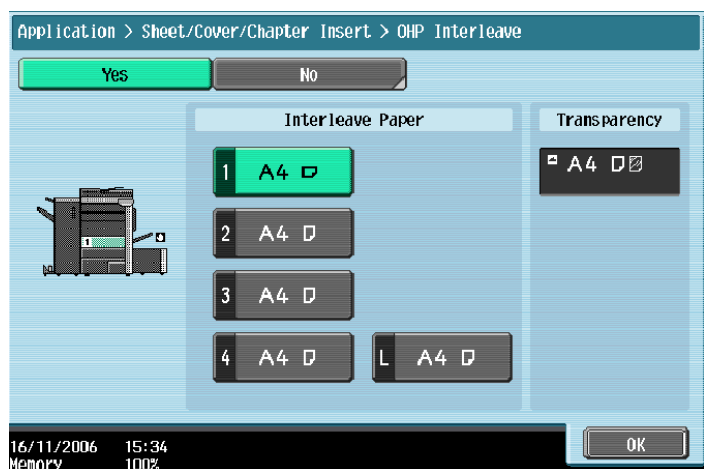 Application > Sheet/Cover/Chapter Insert > OHP Interleave
Yes No
Interleave Paper Transparency
1 A4 A4
2 A4
3 A4
4 A4 L A4
1
16/11/2006 15:34
Memory 100% OK